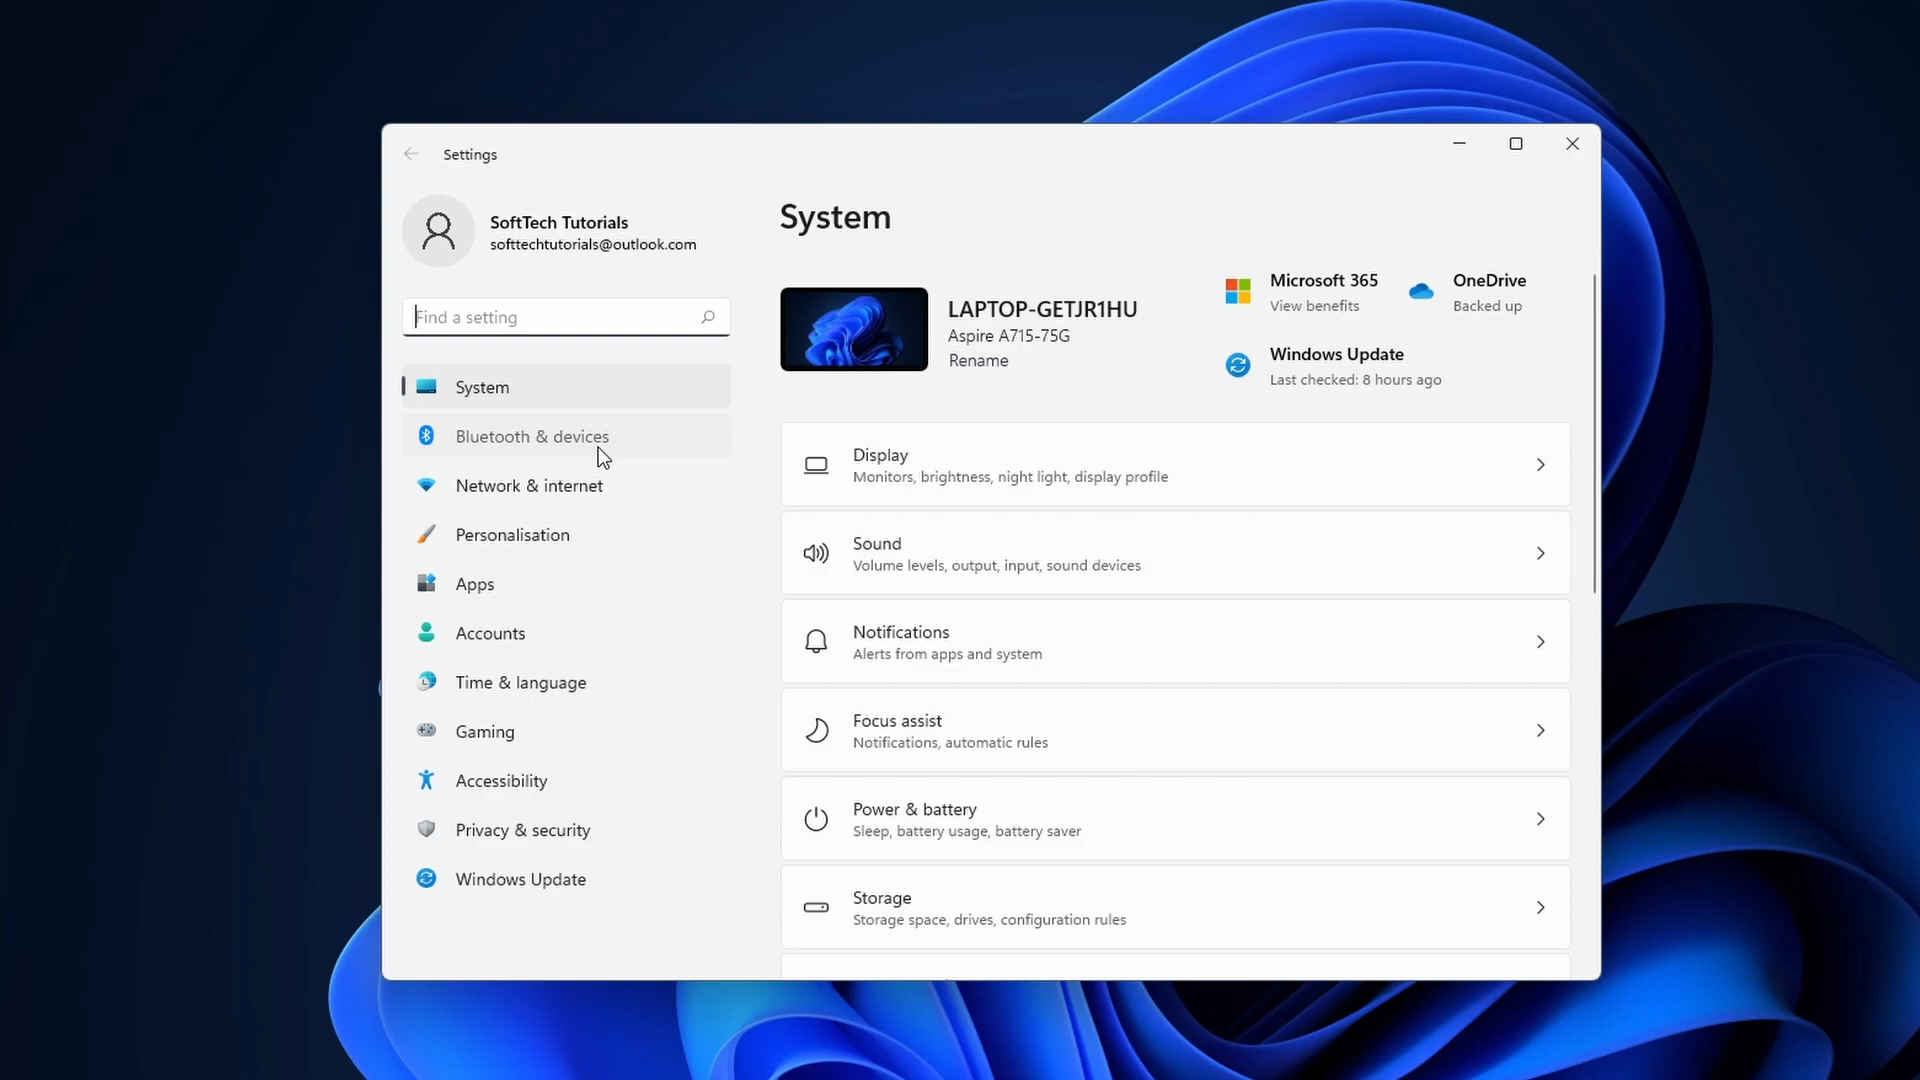 Settings
SoftTech Tutorials
softtechtutorials@outlook.com
Find a setting
System
Bluetooth & devices
Network & internet
Personalisation
Apps
Accounts
Time & language
Gaming
Accessibility
Privacy & security
Windows Update
System
LAPTOP-GETJR1HU
Aspire A715-75G
Rename
Microsoft 365
View benefits
OneDrive
Backed up
Windows Update
Last checked: 8 hours ago
Display
Monitors, brightness, night light, display profile
Sound
Volume levels, output, input, sound devices
Notifications
Alerts from apps and system
Focus assist
Notifications, automatic rules
Power & battery
Sleep, battery usage, battery saver
Storage
Storage space, drives, configuration rules